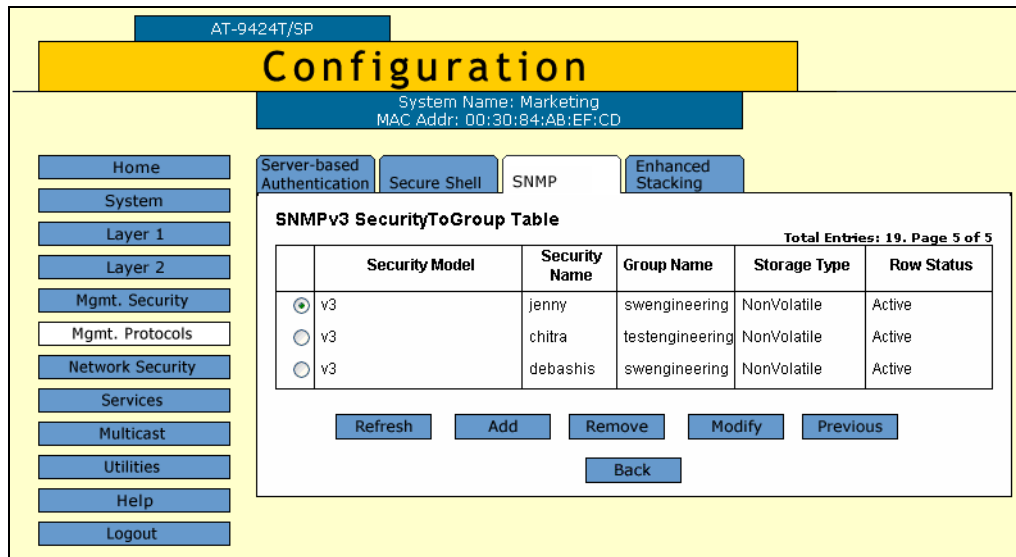 AT-9424T/SP
Configuration
System Name: Marketing
MAC Addr: 00:30:84:AB:EF:CD
Home
System
Layer 1
Layer 2
Mgmt. Security
Mgmt. Protocols
Network Security
Services
Multicast
Utilities
Help
Logout
Server-based Authentication
Secure Shell
SNMP
Enhanced Stacking
SNMPv3 SecurityToGroup Table
Total Entries: 19. Page 5 of 5
Security Model Security Name Group Name Storage Type Row Status
v3 jenny swengineering NonVolatile Active
v3 chitra testengineering NonVolatile Active
v3 debashis swengineering NonVolatile Active
Refresh Add Remove Modify Previous
Back